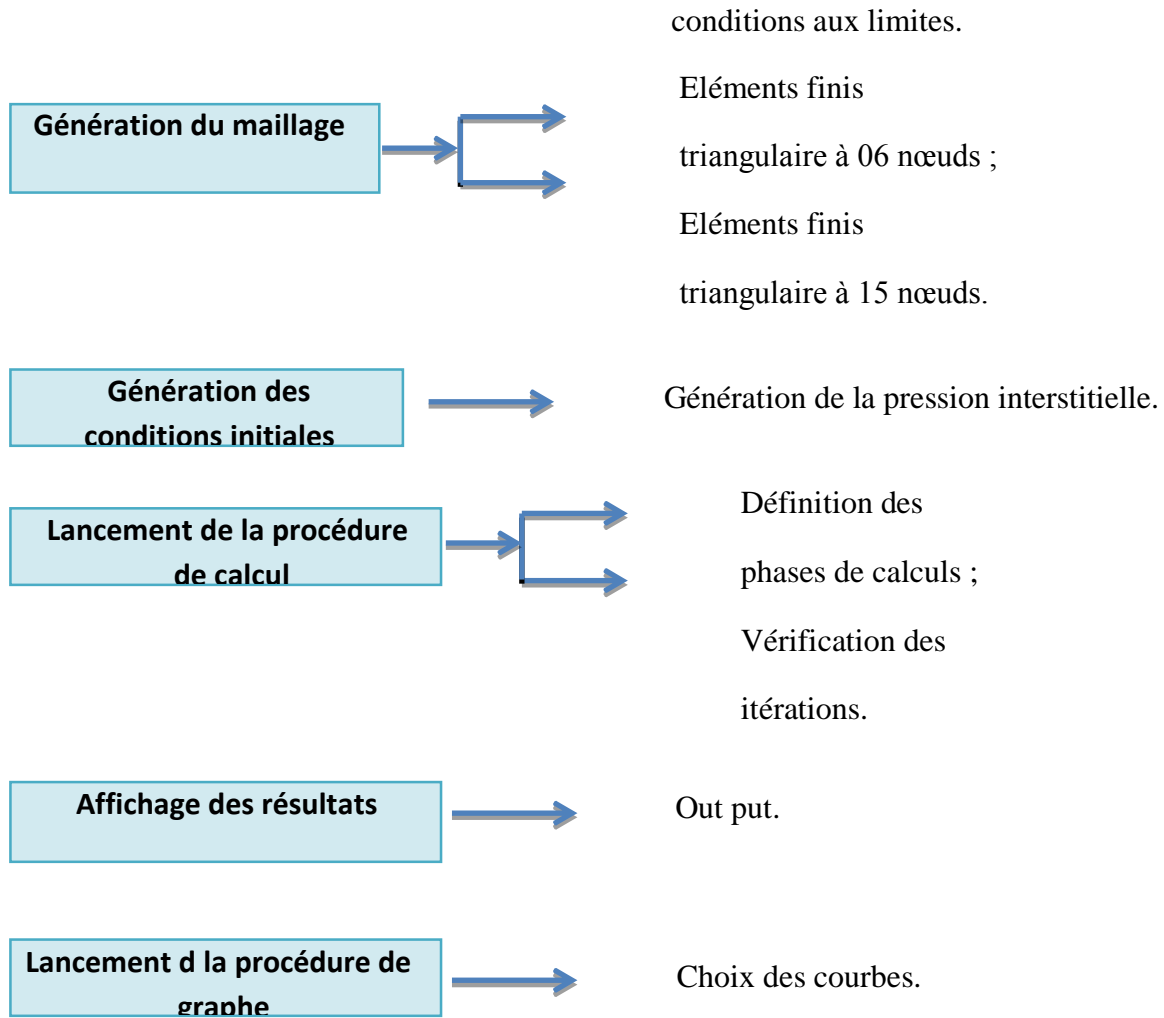 conditions aux limites.
Génération du maillage
Eléments finis
triangulaire à 06 nœuds ;
Eléments finis
triangulaire à 15 nœuds.
Génération des
conditions initiales
Génération de la pression interstitielle.
Lancement de la procédure
de calcul
Définition des
phases de calculs ;
Vérification des
itérations.
Affichage des résultats
Out put.
Lancement d la procédure de
graphe
Choix des courbes.